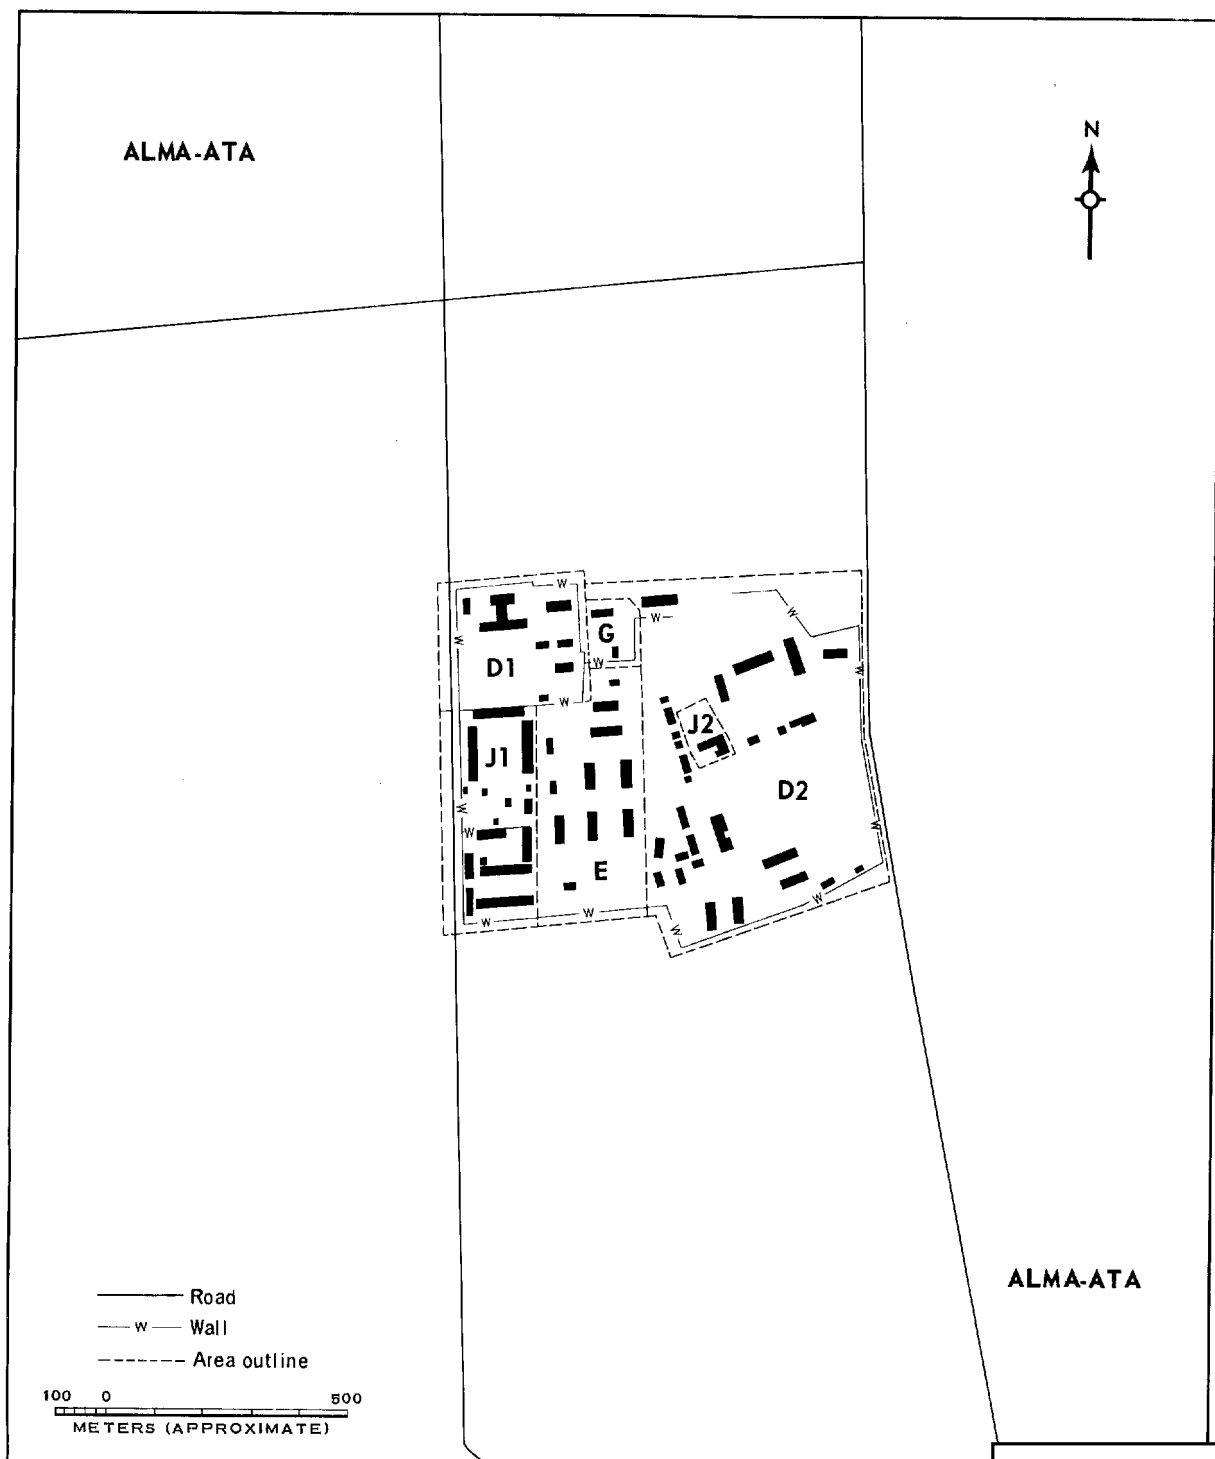 ALMA-ATA
N
W
W
G
W
W
W
D1
W
W
J2
J1
D2
W
W
W
E
W
W
W
W
ALMA-ATA
Road
W Wall
Area outline
100 0 500
METERS (APPROXIMATE)